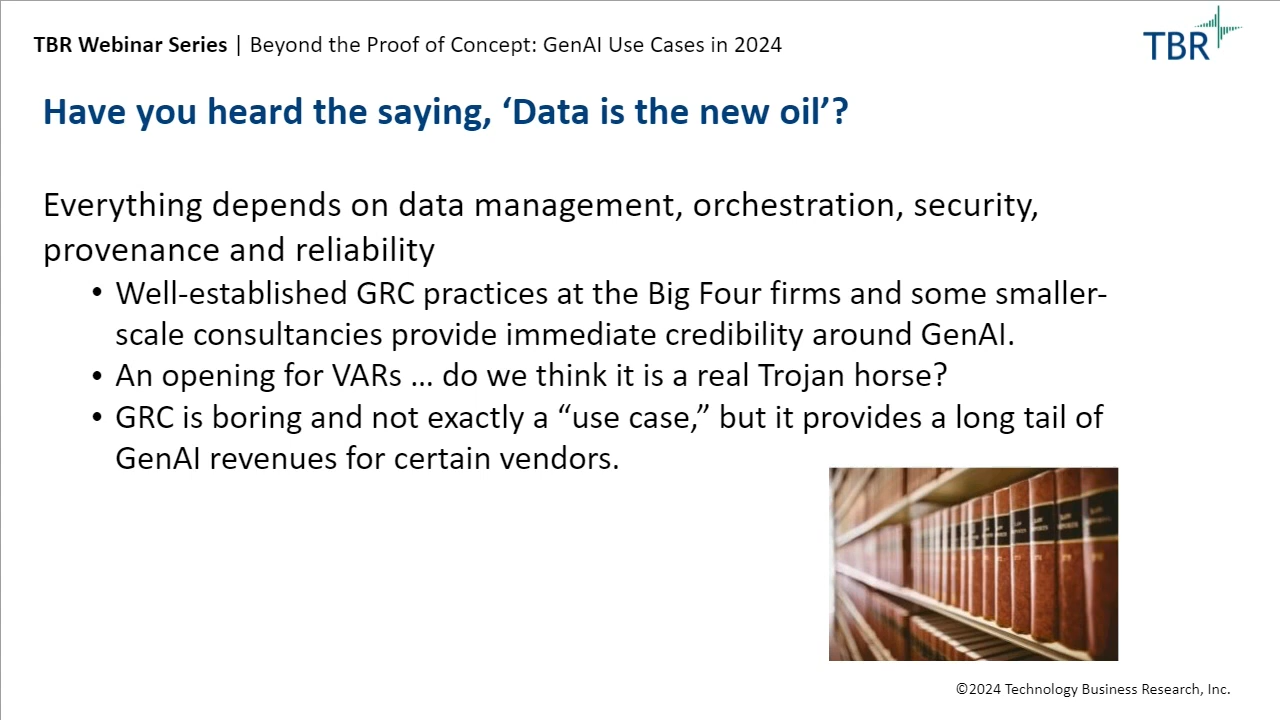 TBR Webinar Series | Beyond the Proof of Concept: GenAI Use Cases in 2024
TBR
Have you heard the saying, ‘Data is the new oil’?
Everything depends on data management, orchestration, security,
provenance and reliability
• Well-established GRC practices at the Big Four firms and some smaller-
scale consultancies provide immediate credibility around GenAI.
• An opening for VARs ... do we think it is a real Trojan horse?
• GRC is boring and not exactly a “use case,” but it provides a long tail of
GenAI revenues for certain vendors.
©2024 Technology Business Research, Inc.